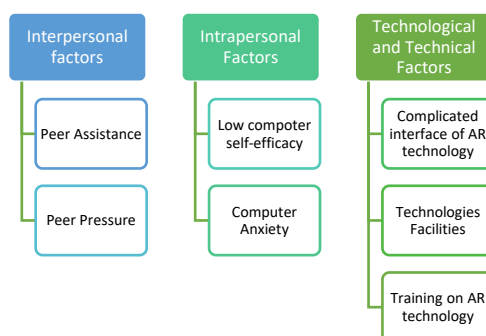 Interpersonal
factors
Peer Assistance
Peer Pressure
Intrapersonal
Factors
Low compoter
self-efficacy
Computer
Anxiety
Technological
and Technical
Factors
Complicated
interface of AR
technology
Technologies
Facilities
Training on AR
technology